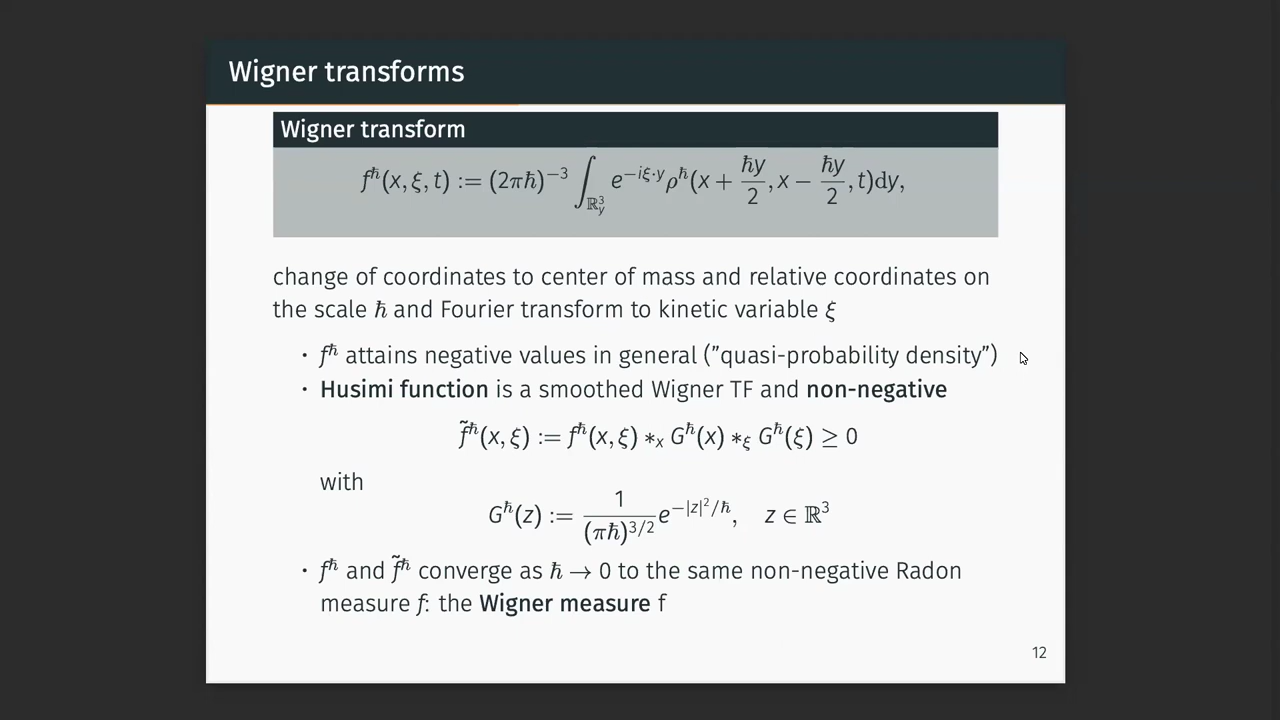 Wigner transforms
Wigner transform
f^ħ(x, ξ, t) := (2πħ)^{−3} ∫_{ℝ^3_y} e^{−iξ·y} ρ^ħ(x + ħy/2, x − ħy/2, t)dy,
change of coordinates to center of mass and relative coordinates on
the scale ħ and Fourier transform to kinetic variable ξ
• f^ħ attains negative values in general (”quasi-probability density”)
• Husimi function is a smoothed Wigner TF and non-negative
f̃^ħ(x, ξ) := f^ħ(x, ξ) ∗_x G^ħ(x) ∗_ξ G^ħ(ξ) ≥ 0
with
G^ħ(z) := 1/(πħ)^{3/2} e^{−|z|^2/ħ}, z ∈ ℝ^3
• f^ħ and f̃^ħ converge as ħ → 0 to the same non-negative Radon
measure f: the Wigner measure f
12